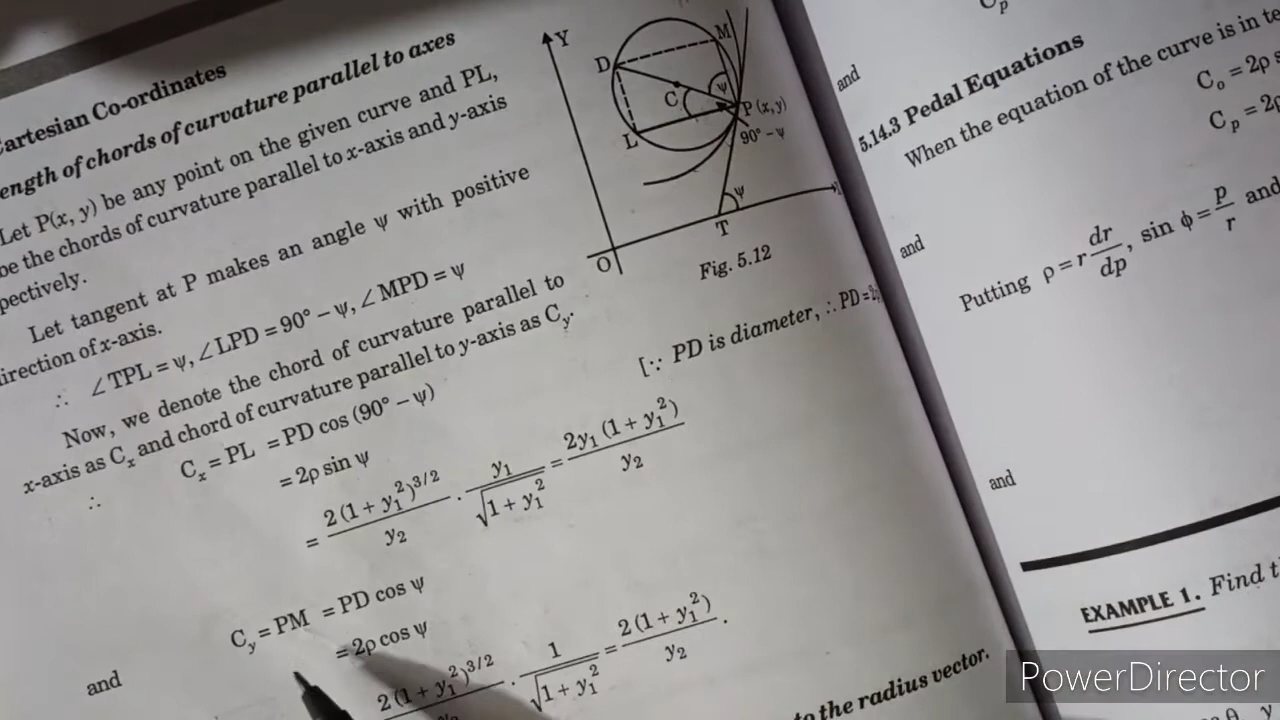 Cartesian Co-ordinates
ength of chords of curvature parallel to axes
Let P(x, y) be any point on the given curve and PL,
be the chords of curvature parallel to x-axis and y-axis
pectively.
Let tangent at P makes an angle ψ with positive
irection of x-axis.
∴ ∠TPL = ψ, ∠LPD = 90° – ψ, ∠MPD = ψ
Now, we denote the chord of curvature parallel to
x-axis as Cₓ and chord of curvature parallel to y-axis as C_y.
∴ Cₓ = PL = PD cos (90° – ψ)
[∵ PD is diameter, ∴ PD = 2ρ
= 2ρ sin ψ
= 2(1 + y₁²)^3/2 / y₂ · y₁ / √(1 + y₁²) = 2y₁ (1 + y₁²) / y₂
and C_y = PM = PD cos ψ
= 2ρ cos ψ
2(1 + y₁²)^3/2 · 1 / √(1 + y₁²) = 2(1 + y₁²) / y₂ .
to the radius vector.
Y
D
M
C
ψ
P (x, y)
L
90° – ψ
ψ
O
T
Fig. 5.12
C_p
and
5.14.3 Pedal Equations
When the equation of the curve is in te
C₀ = 2ρ s
and C_p = 2ρ
Putting ρ = r dr/dp, sin φ = p/r and
and
EXAMPLE 1. Find t
PowerDirector